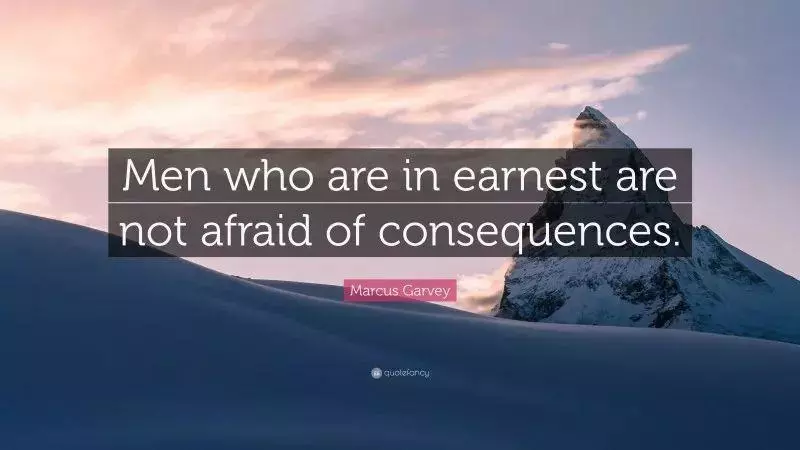 Men who are in earnest are
not afraid of consequences.
Marcus Garvey
quotefancy